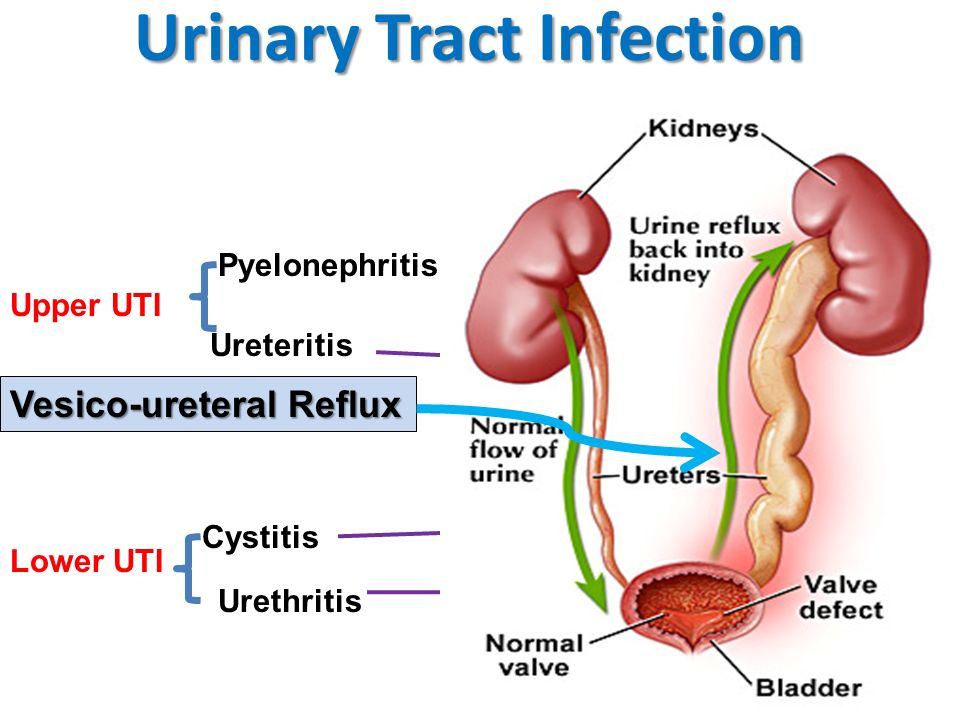 Urinary Tract Infection
Kidneys
Urine reflux
back into
kidney
Pyelonephritis
Upper UTI
Ureteritis
Vesico-ureteral Reflux
Normal
flow of
urine
Ureters
Cystitis
Lower UTI
Urethritis
Valve
defect
Normal
valve
Bladder